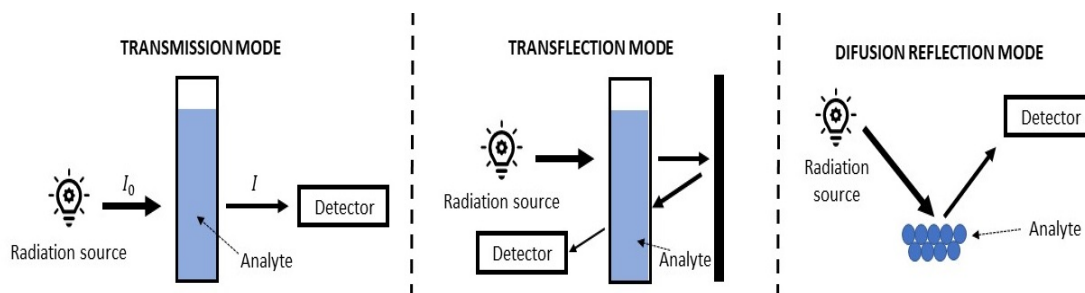 TRANSMISSION MODE
I₀
I
Detector
Radiation source
Analyte
TRANSFLECTION MODE
Radiation source
Detector
Analyte
DIFUSION REFLECTION MODE
Detector
Radiation
source
Analyte